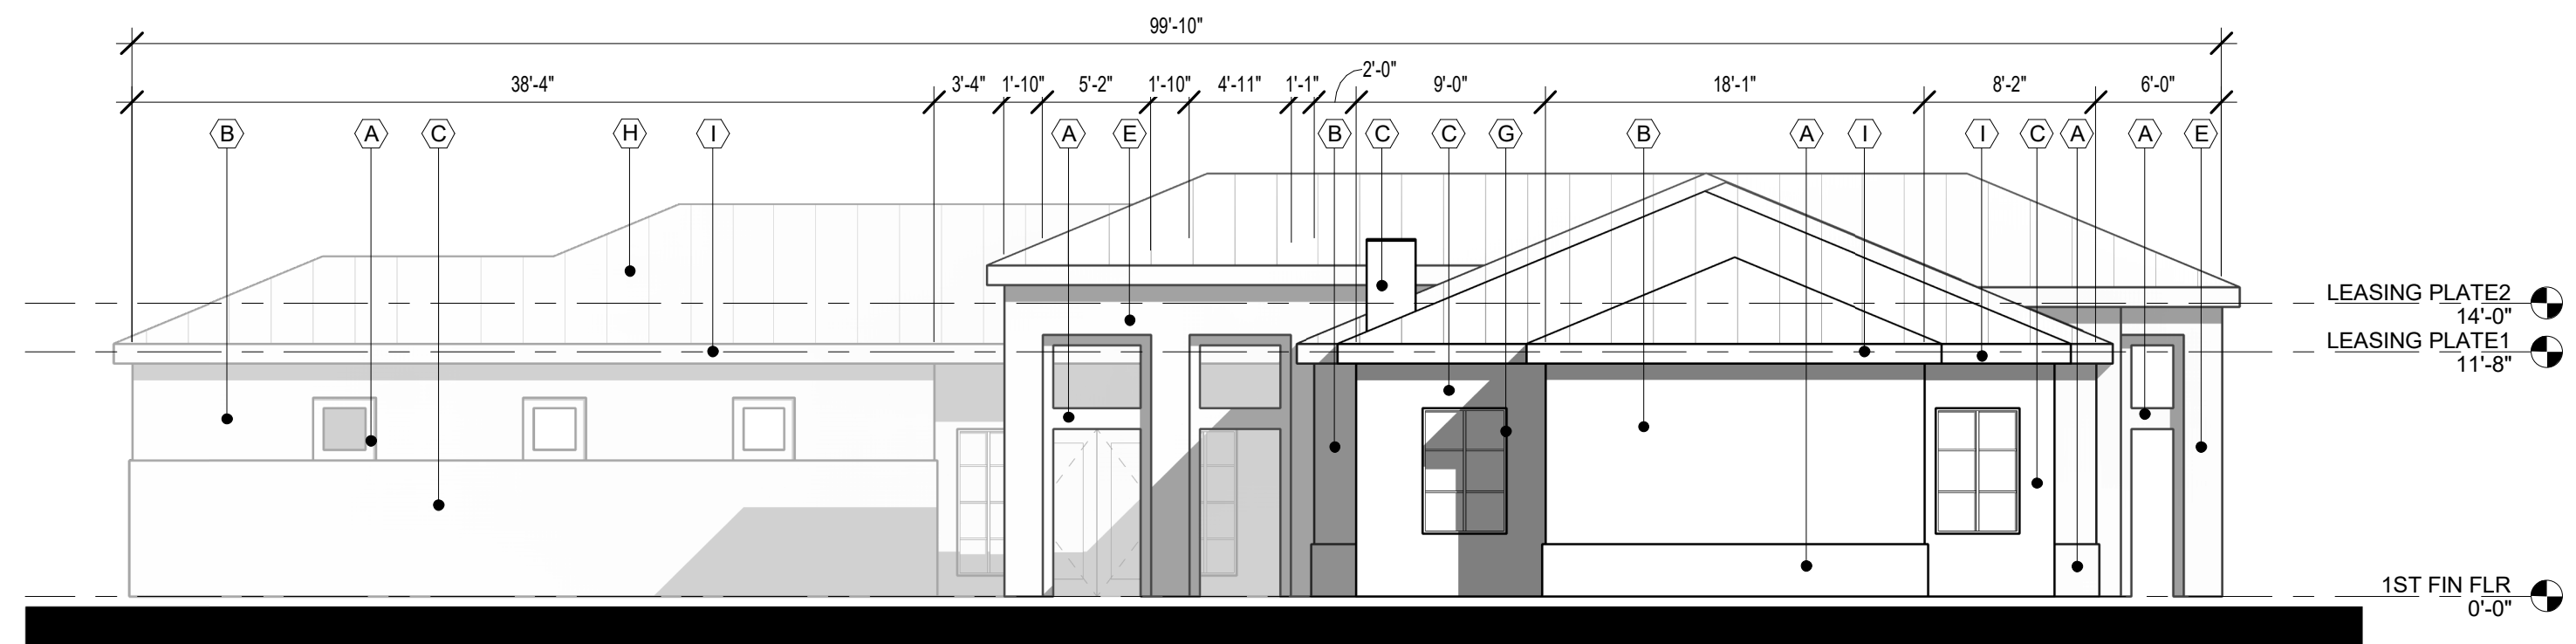 99'-10"
2'-0"
38'-4" 3'-4" 1'-10" 5'-2" 1'-10" 4'-11" 1'-1" 9'-0" 18'-1" 8'-2" 6'-0"
B A C H I A E B C C G B A I I C A A E
LEASING PLATE2
14'-0"
LEASING PLATE1
11'-8"
1ST FIN FLR
0'-0"